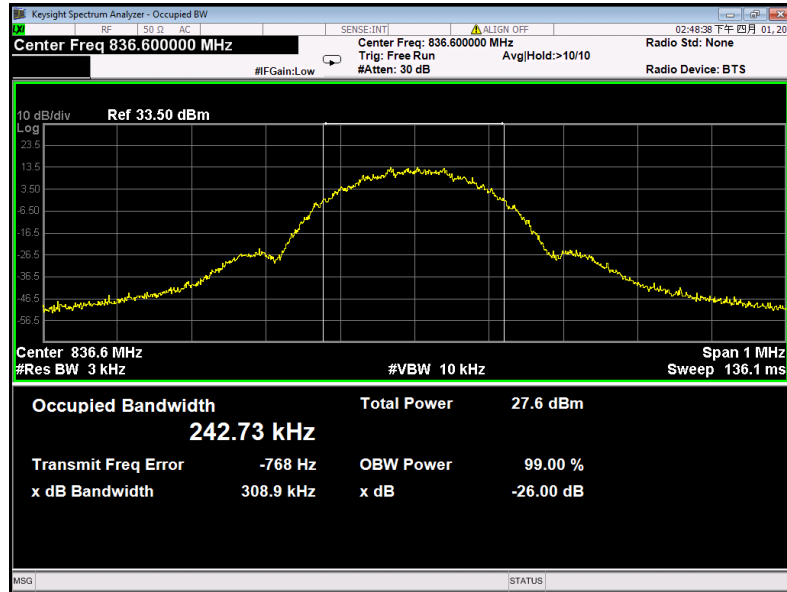 Keysight Spectrum Analyzer - Occupied BW
LXI RF 50 Ω AC SENSE:INT ALIGN OFF 02:48:38 下午 四月 01, 20
Center Freq 836.600000 MHz
Center Freq: 836.600000 MHz
Radio Std: None
Trig: Free Run Avg|Hold:>10/10
#IFGain:Low #Atten: 30 dB Radio Device: BTS
10 dB/div Ref 33.50 dBm
Log
23.5
13.5
3.50
-6.50
-16.5
-26.5
-36.5
-46.5
-56.5
Center 836.6 MHz Span 1 MHz
#Res BW 3 kHz #VBW 10 kHz Sweep 136.1 ms
Occupied Bandwidth Total Power 27.6 dBm
242.73 kHz
Transmit Freq Error -768 Hz OBW Power 99.00 %
x dB Bandwidth 308.9 kHz x dB -26.00 dB
MSG STATUS